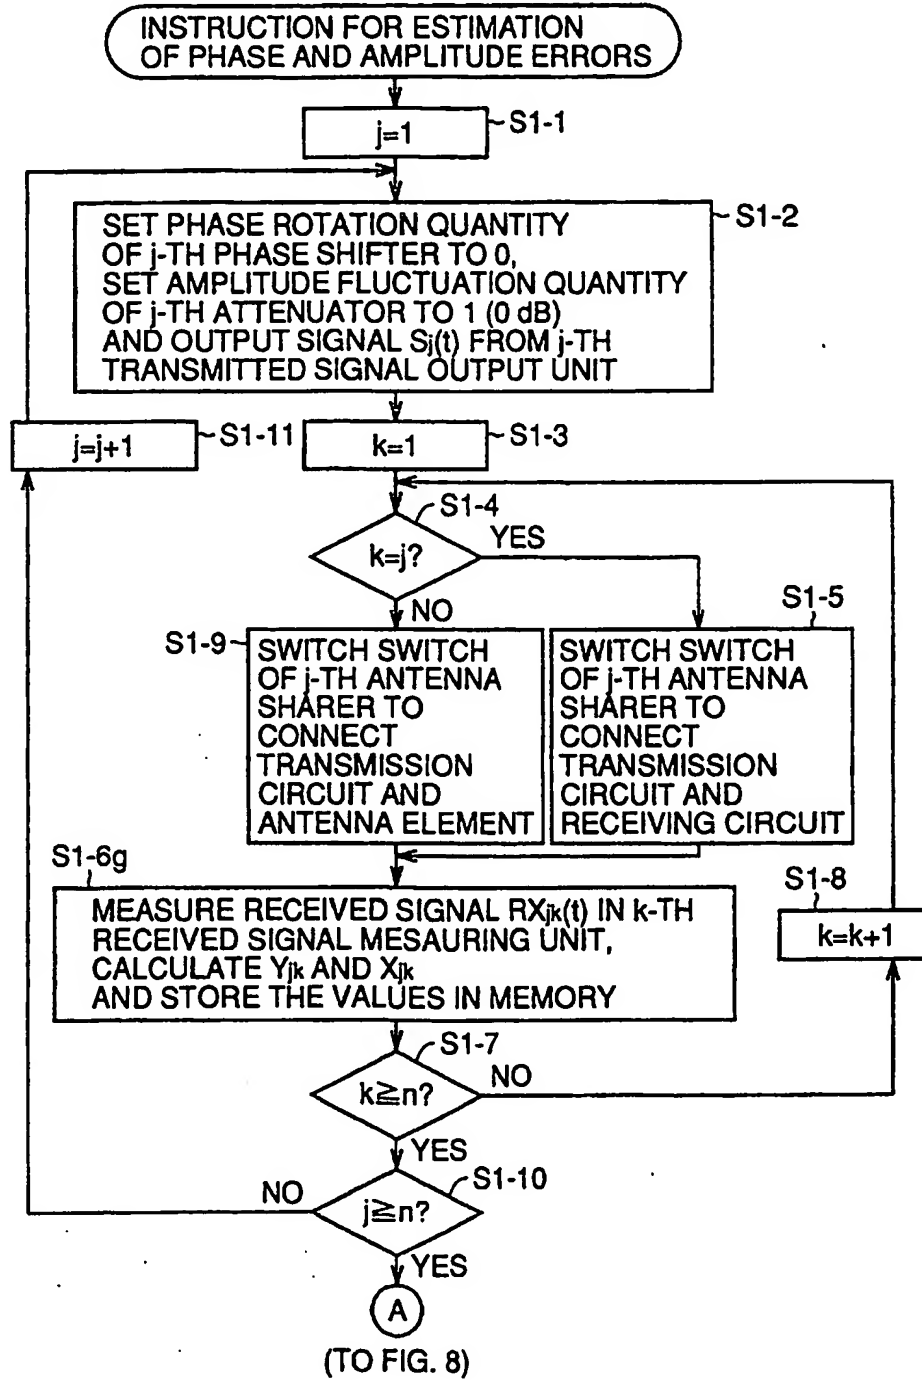 INSTRUCTION FOR ESTIMATION
OF PHASE AND AMPLITUDE ERRORS
j=1
S1-1
SET PHASE ROTATION QUANTITY
OF j-TH PHASE SHIFTER TO 0,
SET AMPLITUDE FLUCTUATION QUANTITY
OF j-TH ATTENUATOR TO 1 (0 dB)
AND OUTPUT SIGNAL Sj(t) FROM j-TH
TRANSMITTED SIGNAL OUTPUT UNIT
S1-2
j=j+1
S1-11
k=1
S1-3
S1-4
k=j?
YES
NO
S1-9
SWITCH SWITCH
OF j-TH ANTENNA
SHARER TO
CONNECT
TRANSMISSION
CIRCUIT AND
ANTENNA ELEMENT
S1-5
SWITCH SWITCH
OF j-TH ANTENNA
SHARER TO
CONNECT
TRANSMISSION
CIRCUIT AND
RECEIVING CIRCUIT
S1-6g
MEASURE RECEIVED SIGNAL RXjk(t) IN k-TH
RECEIVED SIGNAL MESAURING UNIT,
CALCULATE Yjk AND Xjk
AND STORE THE VALUES IN MEMORY
S1-8
k=k+1
S1-7
k≧n?
NO
YES
S1-10
j≧n?
NO
YES
A
(TO FIG. 8)